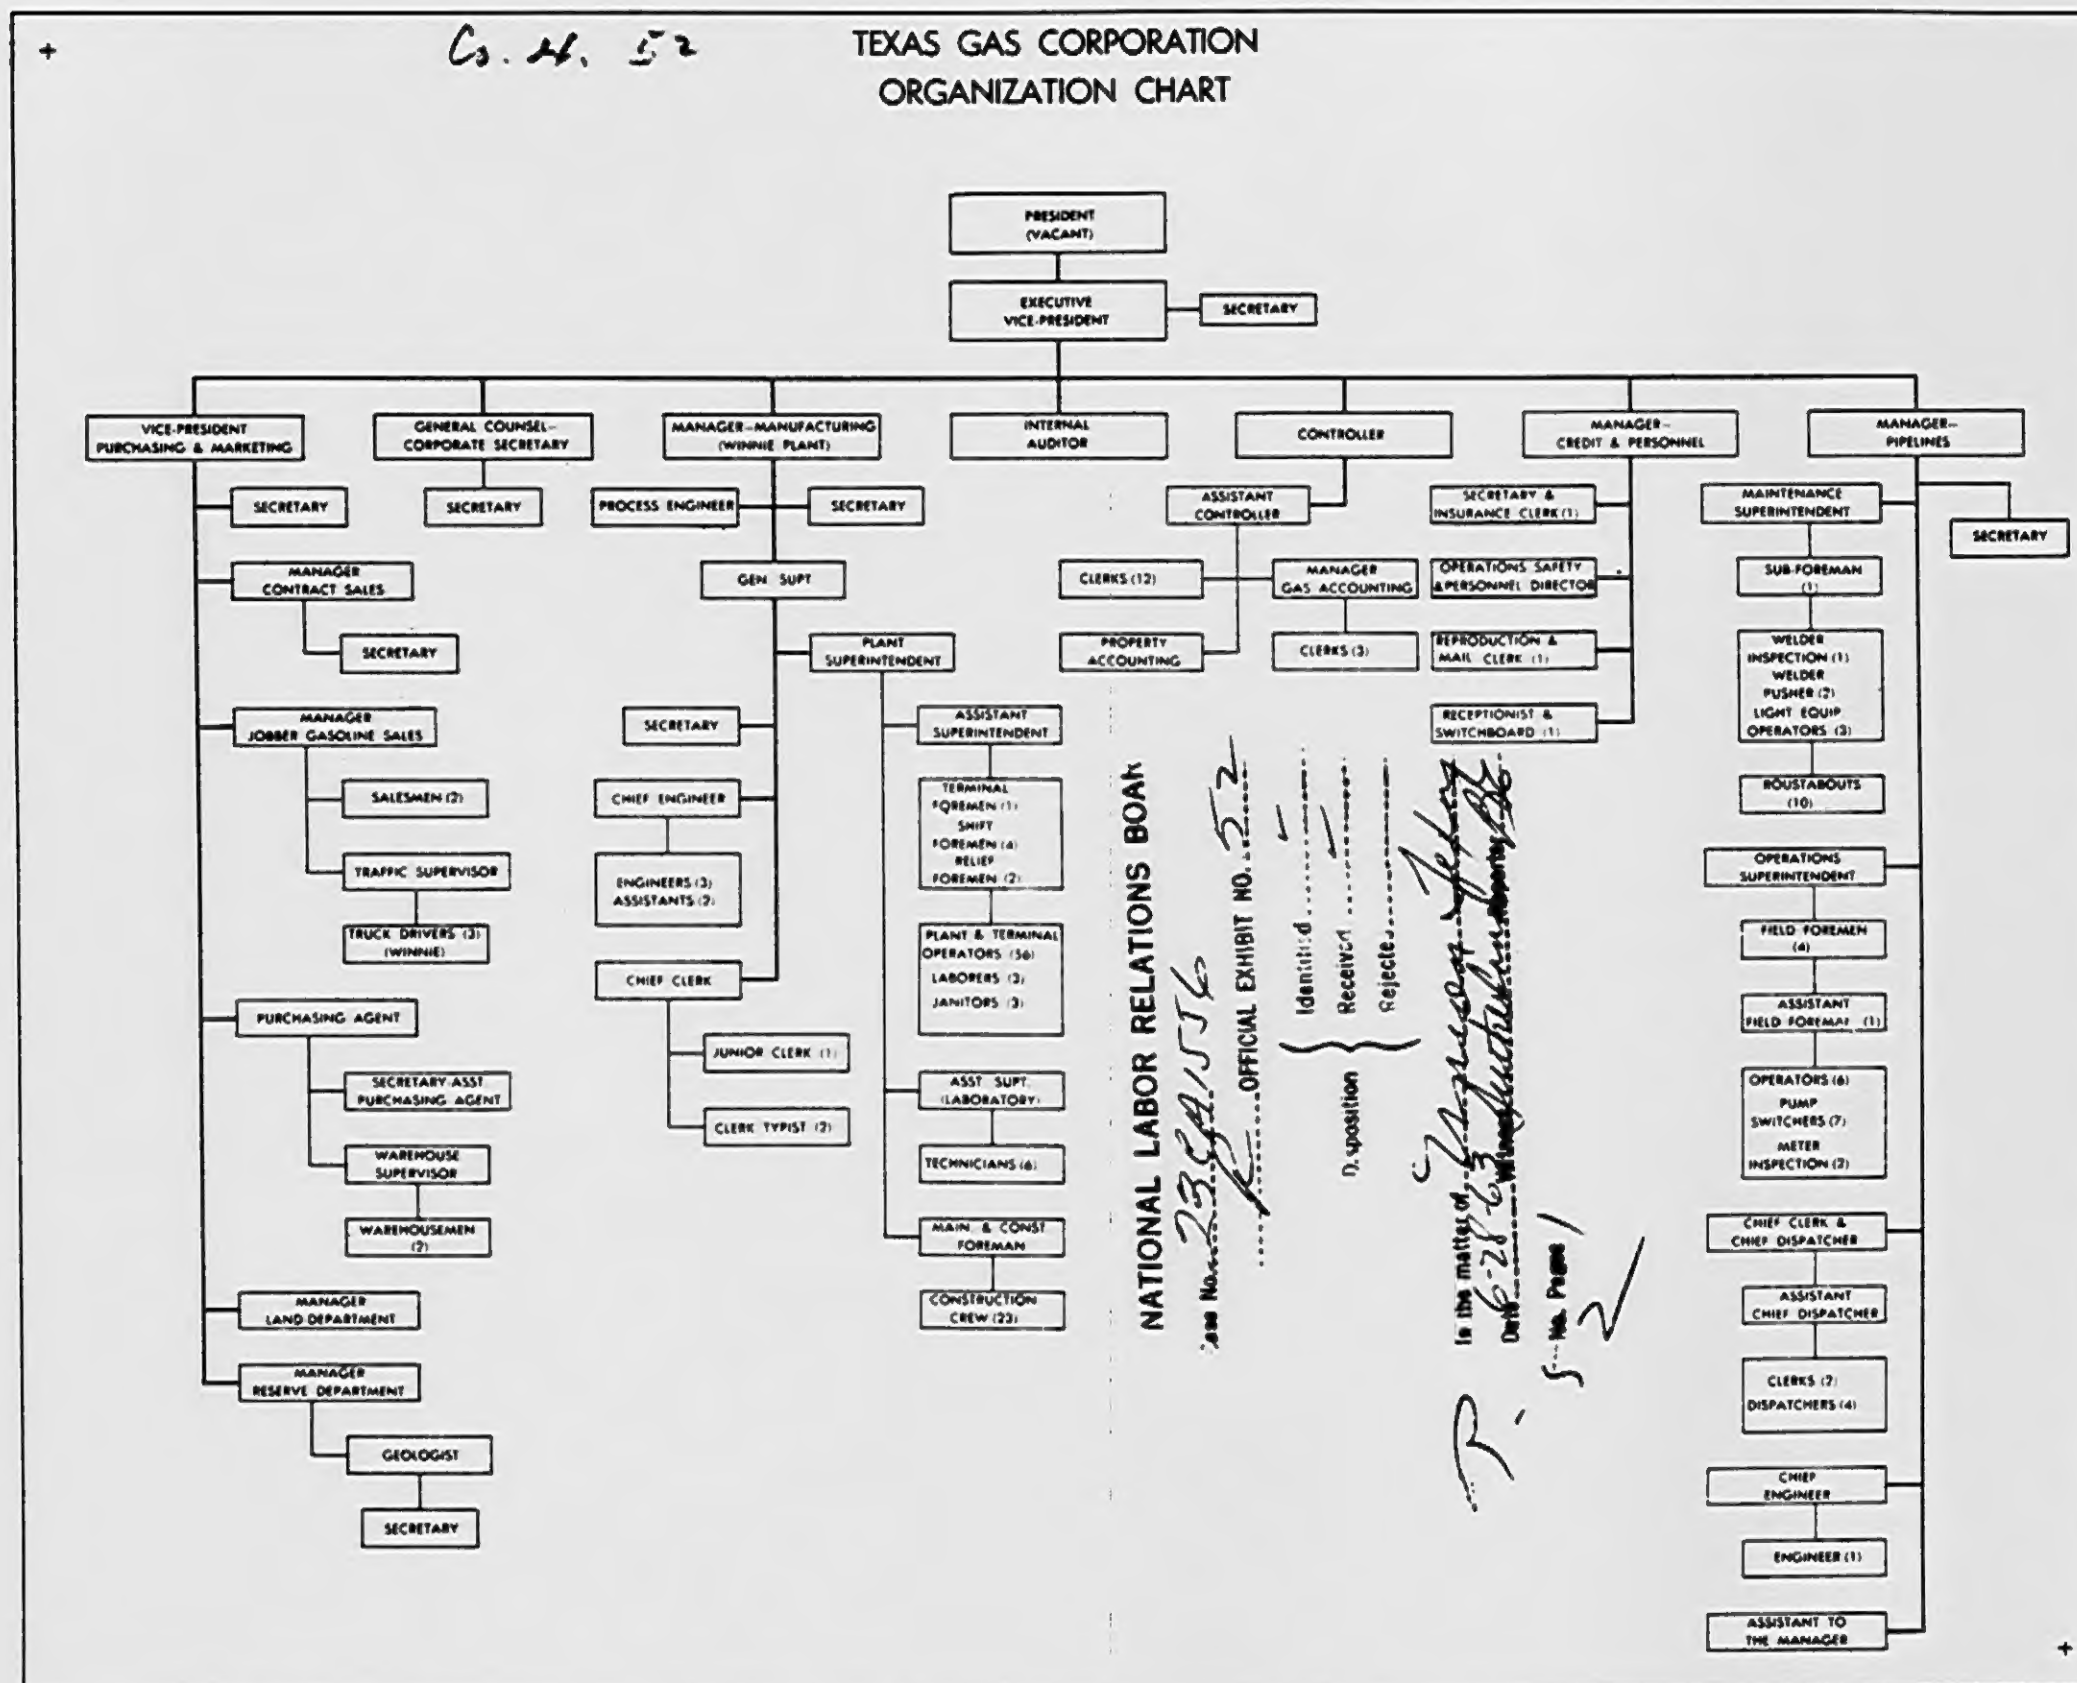 TEXAS GAS CORPORATION
ORGANIZATION CHART
PRESIDENT
(VACANT)
EXECUTIVE
VICE-PRESIDENT
SECRETARY
VICE-PRESIDENT
PURCHASING & MARKETING
GENERAL COUNSEL-
CORPORATE SECRETARY
MANAGER-MANUFACTURING
(WINNIE PLANT)
INTERNAL
AUDITOR
CONTROLLER
MANAGER-
CREDIT & PERSONNEL
MANAGER-
PIPELINES
SECRETARY
MANAGER
CONTRACT SALES
SECRETARY
MANAGER
JOBBER GASOLINE SALES
SALESMEN (2)
TRAFFIC SUPERVISOR
TRUCK DRIVERS (3)
(WINNIE)
PURCHASING AGENT
SECRETARY-ASST.
PURCHASING AGENT
WAREHOUSE
SUPERVISOR
WAREHOUSEMEN
(2)
MANAGER
LAND DEPARTMENT
MANAGER
RESERVE DEPARTMENT
GEOLOGIST
SECRETARY
SECRETARY
PROCESS ENGINEER
SECRETARY
GEN. SUPT
PLANT
SUPERINTENDENT
SECRETARY
CHIEF ENGINEER
ENGINEERS (3)
ASSISTANTS (2)
CHIEF CLERK
JUNIOR CLERK (1)
CLERK TYPIST (2)
ASSISTANT
SUPERINTENDENT
TERMINAL
FOREMEN (1)
SHIFT
FOREMEN (4)
RELIEF
FOREMEN (2)
PLANT & TERMINAL
OPERATORS (56)
LABORERS (3)
JANITORS (3)
ASST. SUPT.
(LABORATORY)
TECHNICIANS (6)
MAIN. & CONST
FOREMAN
CONSTRUCTION
CREW (23)
ASSISTANT
CONTROLLER
CLERKS (12)
MANAGER
GAS ACCOUNTING
PROPERTY
ACCOUNTING
CLERKS (3)
SECRETARY &
INSURANCE CLERK (1)
OPERATIONS SAFETY
& PERSONNEL DIRECTOR
REPRODUCTION &
MAIL CLERK (1)
RECEPTIONIST &
SWITCHBOARD (1)
MAINTENANCE
SUPERINTENDENT
SECRETARY
SUB-FOREMAN
(1)
WELDER
INSPECTION (1)
WELDER
PUSHER (2)
LIGHT EQUIP
OPERATORS (3)
ROUSTABOUTS
(10)
OPERATIONS
SUPERINTENDENT
FIELD FOREMEN
(4)
ASSISTANT
FIELD FOREMAN (1)
OPERATORS (6)
PUMP
SWITCHERS (7)
METER
INSPECTION (2)
CHIEF CLERK &
CHIEF DISPATCHER
ASSISTANT
CHIEF DISPATCHER
CLERKS (2)
DISPATCHERS (4)
CHIEF
ENGINEER
ENGINEER (1)
ASSISTANT TO
THE MANAGER
NATIONAL LABOR RELATIONS BOAR
No. 23 CA 1556
OFFICIAL EXHIBIT NO. 52
Disposition
Identified
Received
Rejected
In the matter of
Date 6-28-63
No. Pages 1